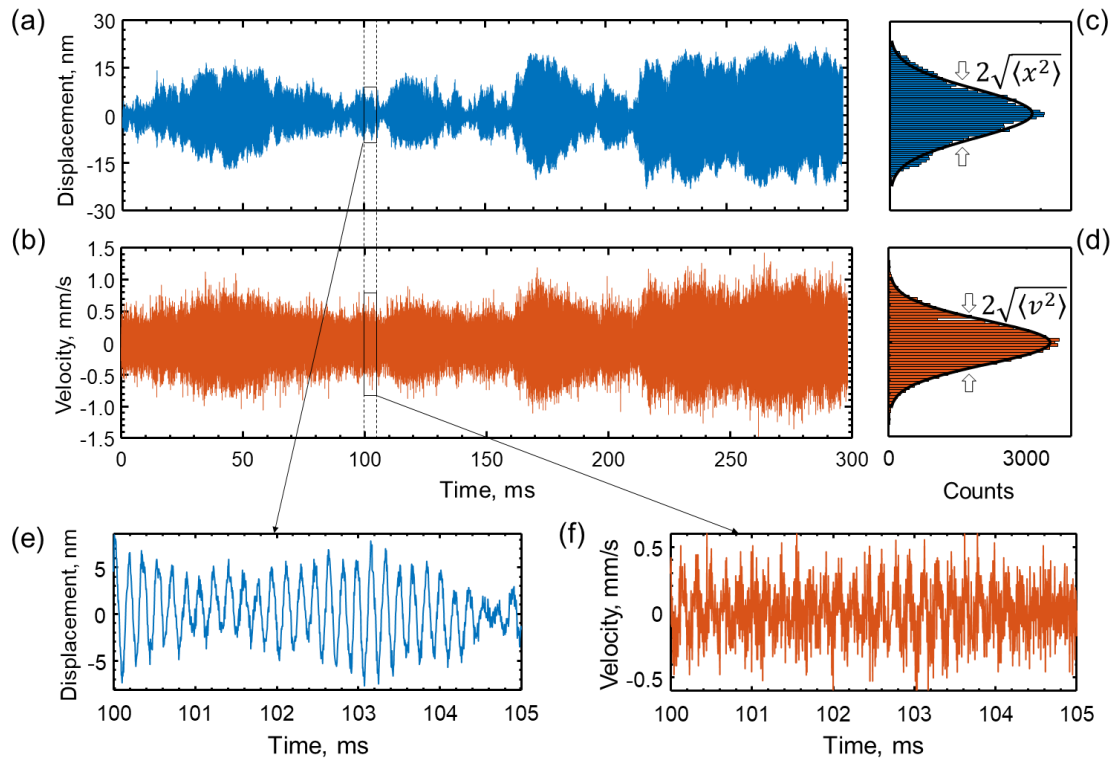 (a)
Displacement, nm
30
15
0
-15
-30
(c)
2√⟨x²⟩
(b)
Velocity, mm/s
1.5
1.0
0.5
0
-0.5
-1.0
-1.5
0 50 100 150 200 250 300
Time, ms
(d)
2√⟨v²⟩
0 3000
Counts
(e)
Displacement, nm
5
0
-5
100 101 102 103 104 105
Time, ms
(f)
Velocity, mm/s
0.5
0
-0.5
100 101 102 103 104 105
Time, ms